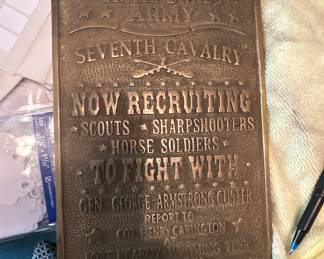 ARMY
SEVENTH CAVALRY
NOW RECRUITING
SCOUTS ★ SHARPSHOOTERS
HORSE SOLDIERS
TO FIGHT WITH
GEN. GEORGE ARMSTRONG CUSTER
REPORT TO
COL. HENRY CARINGTON